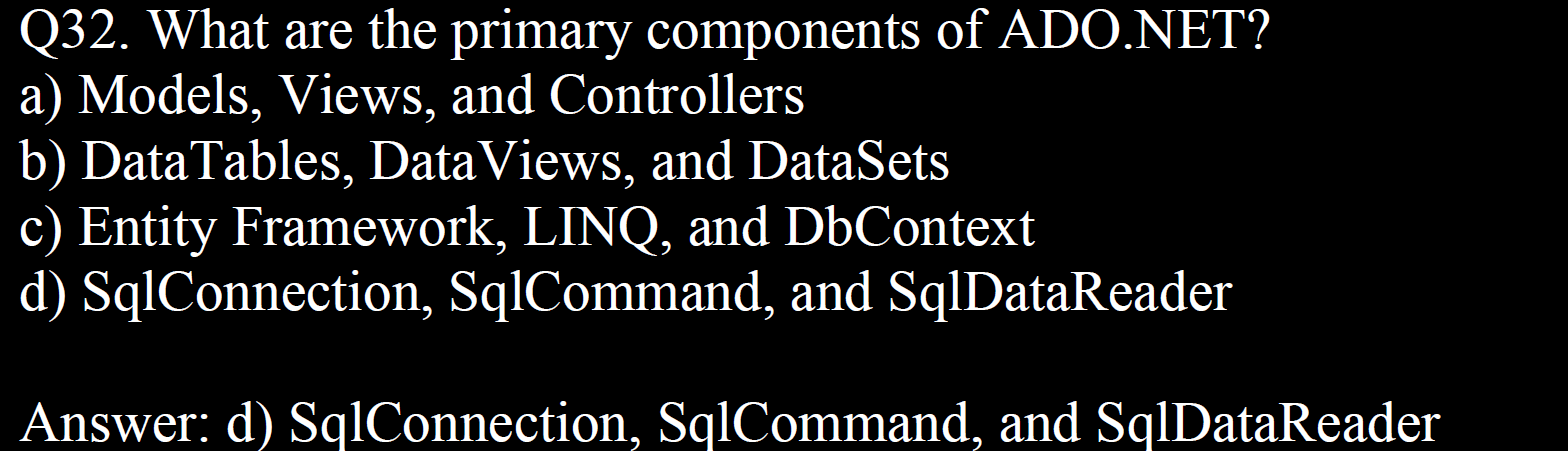 Q32. What are the primary components of ADO.NET?
a) Models, Views, and Controllers
b) DataTables, DataViews, and DataSets
c) Entity Framework, LINQ, and DbContext
d) SqlConnection, SqlCommand, and SqlDataReader
Answer: d) SqlConnection, SqlCommand, and SqlDataReader